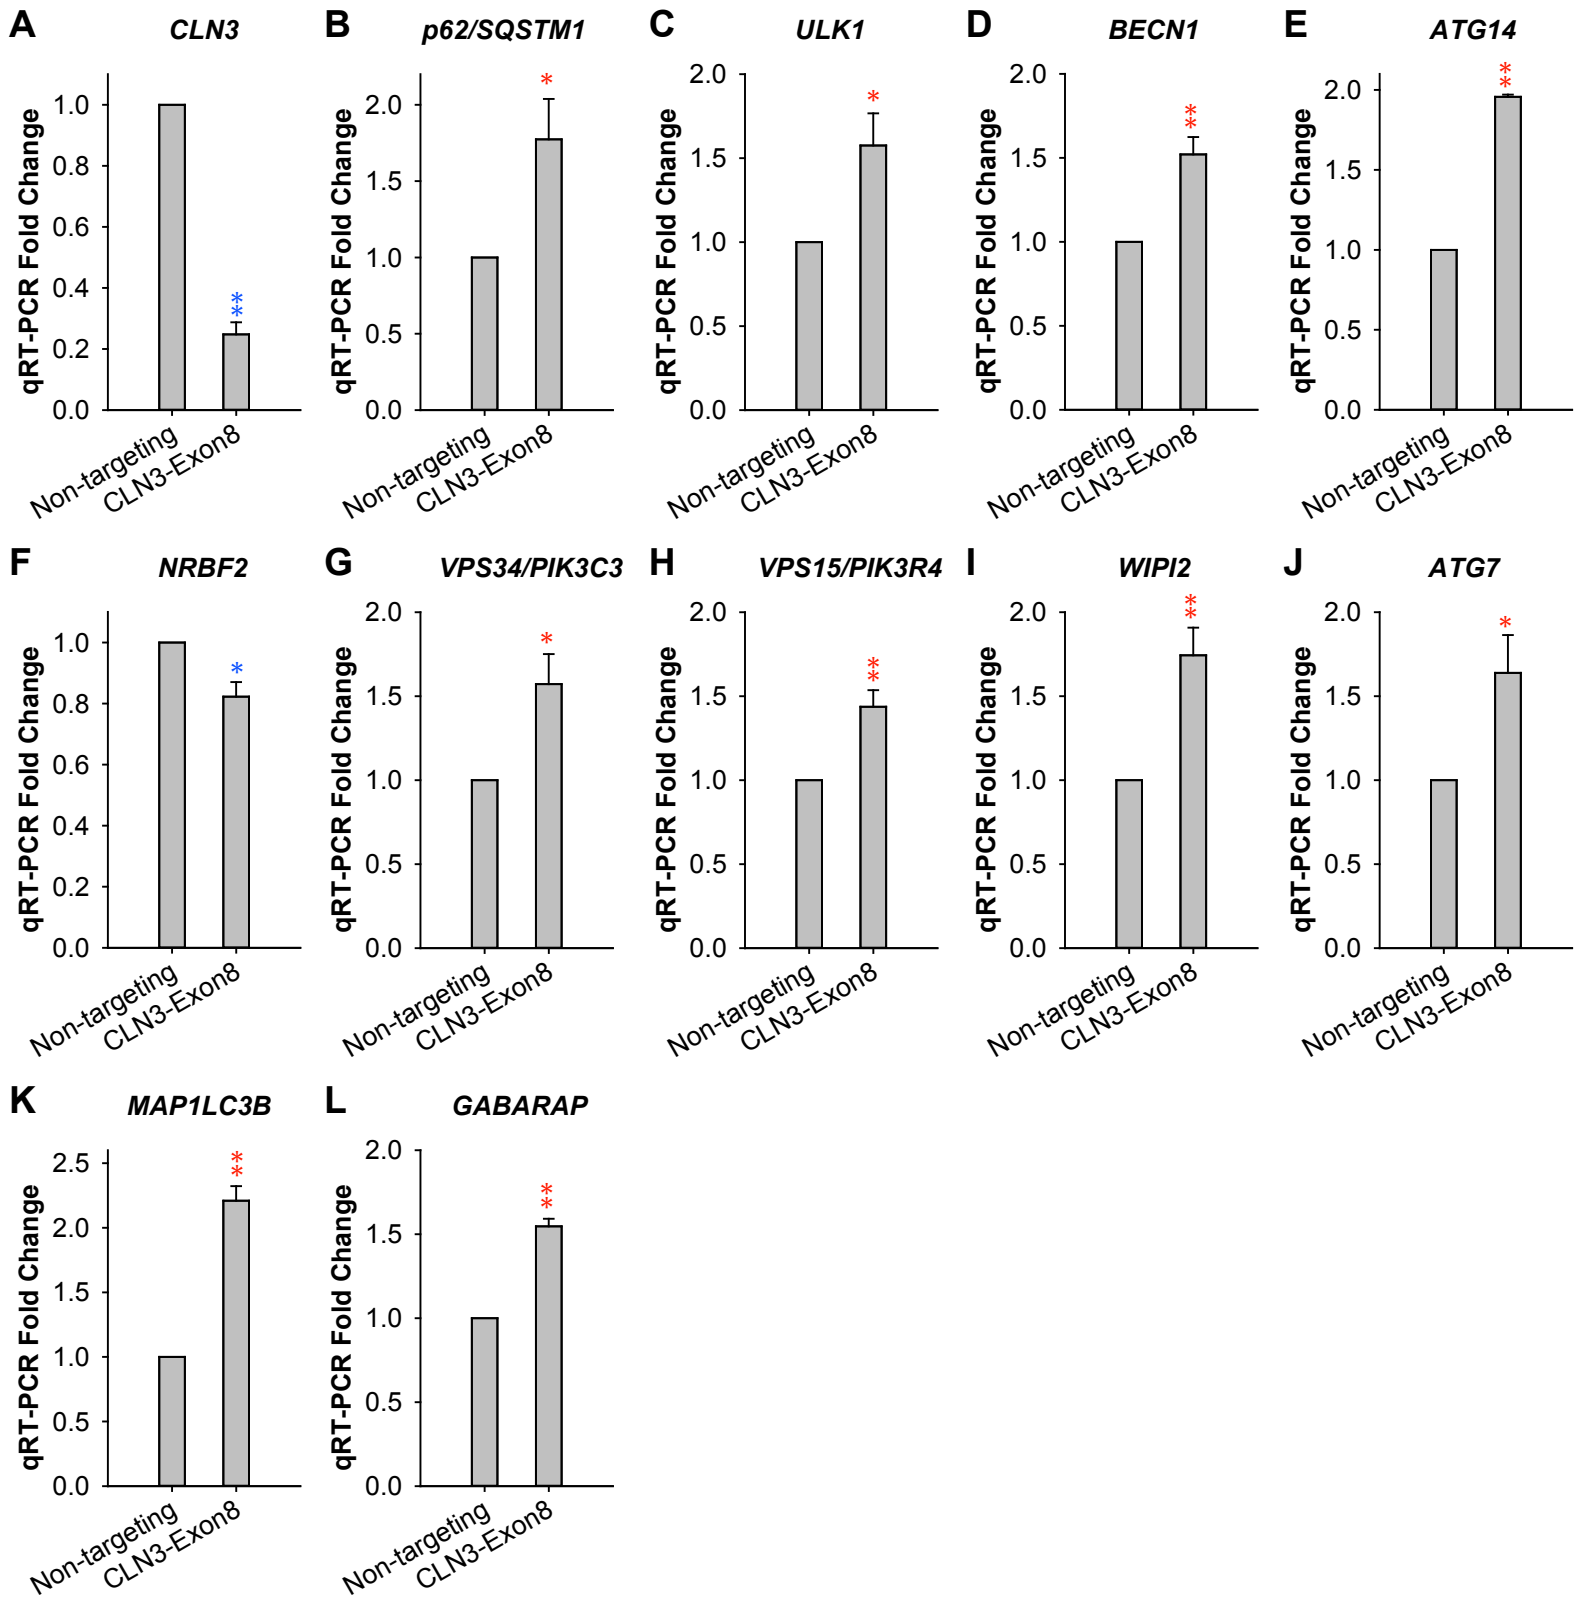 A CLN3 B p62/SQSTM1 C ULK1 D BECN1 E ATG14
qRT-PCR Fold Change
1.0
0.8
0.6
0.4
0.2
0.0
**
Non-targeting
CLN3-Exon8
qRT-PCR Fold Change
2.0
1.5
1.0
0.5
0.0
*
Non-targeting
CLN3-Exon8
qRT-PCR Fold Change
2.0
1.5
1.0
0.5
0.0
*
Non-targeting
CLN3-Exon8
qRT-PCR Fold Change
2.0
1.5
1.0
0.5
0.0
**
Non-targeting
CLN3-Exon8
qRT-PCR Fold Change
2.0
1.5
1.0
0.5
0.0
**
Non-targeting
CLN3-Exon8
F NRBF2 G VPS34/PIK3C3 H VPS15/PIK3R4 I WIPI2 J ATG7
qRT-PCR Fold Change
1.0
0.8
0.6
0.4
0.2
0.0
*
Non-targeting
CLN3-Exon8
qRT-PCR Fold Change
2.0
1.5
1.0
0.5
0.0
*
Non-targeting
CLN3-Exon8
qRT-PCR Fold Change
2.0
1.5
1.0
0.5
0.0
**
Non-targeting
CLN3-Exon8
qRT-PCR Fold Change
2.0
1.5
1.0
0.5
0.0
**
Non-targeting
CLN3-Exon8
qRT-PCR Fold Change
2.0
1.5
1.0
0.5
0.0
*
Non-targeting
CLN3-Exon8
K MAP1LC3B L GABARAP
qRT-PCR Fold Change
2.5
2.0
1.5
1.0
0.5
0.0
**
Non-targeting
CLN3-Exon8
qRT-PCR Fold Change
2.0
1.5
1.0
0.5
0.0
**
Non-targeting
CLN3-Exon8